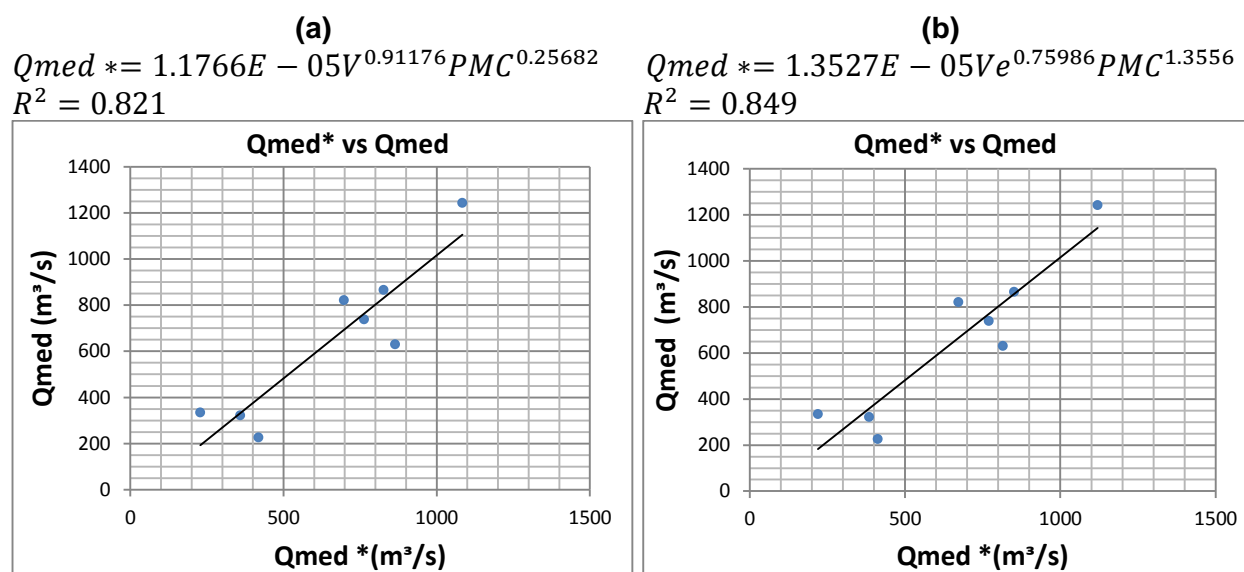 (a)
Qmed ∗= 1.1766E − 05V^0.91176 PMC^0.25682
R² = 0.821
Qmed* vs Qmed
1400
1200
1000
800
600
400
200
0
Qmed (m³/s)
0 500 1000 1500
Qmed *(m³/s)
(b)
Qmed ∗= 1.3527E − 05Ve^0.75986 PMC^1.3556
R² = 0.849
Qmed* vs Qmed
1400
1200
1000
800
600
400
200
0
Qmed (m³/s)
0 500 1000 1500
Qmed *(m³/s)